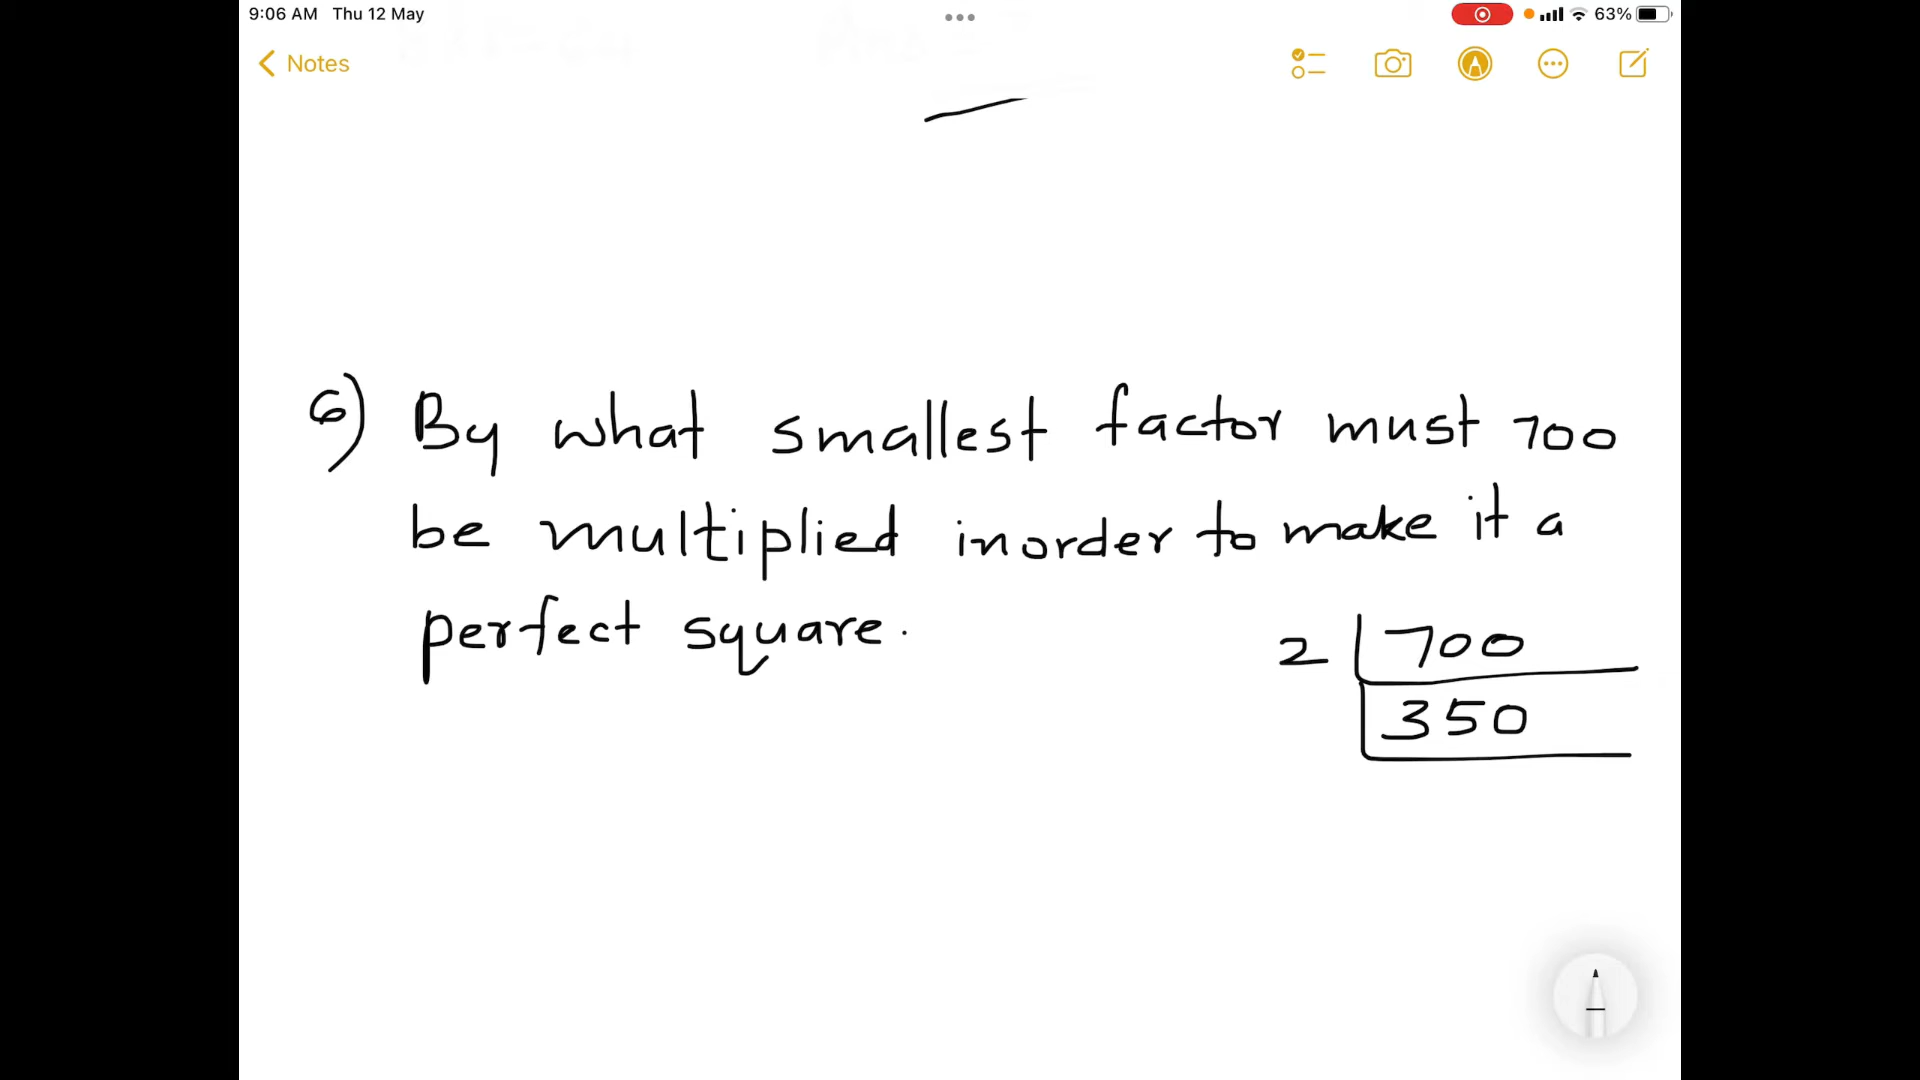 9:06 AM Thu 12 May
63%
Notes
6) By what smallest factor must 700
be multiplied inorder to make it a
perfect square.
2 700
350